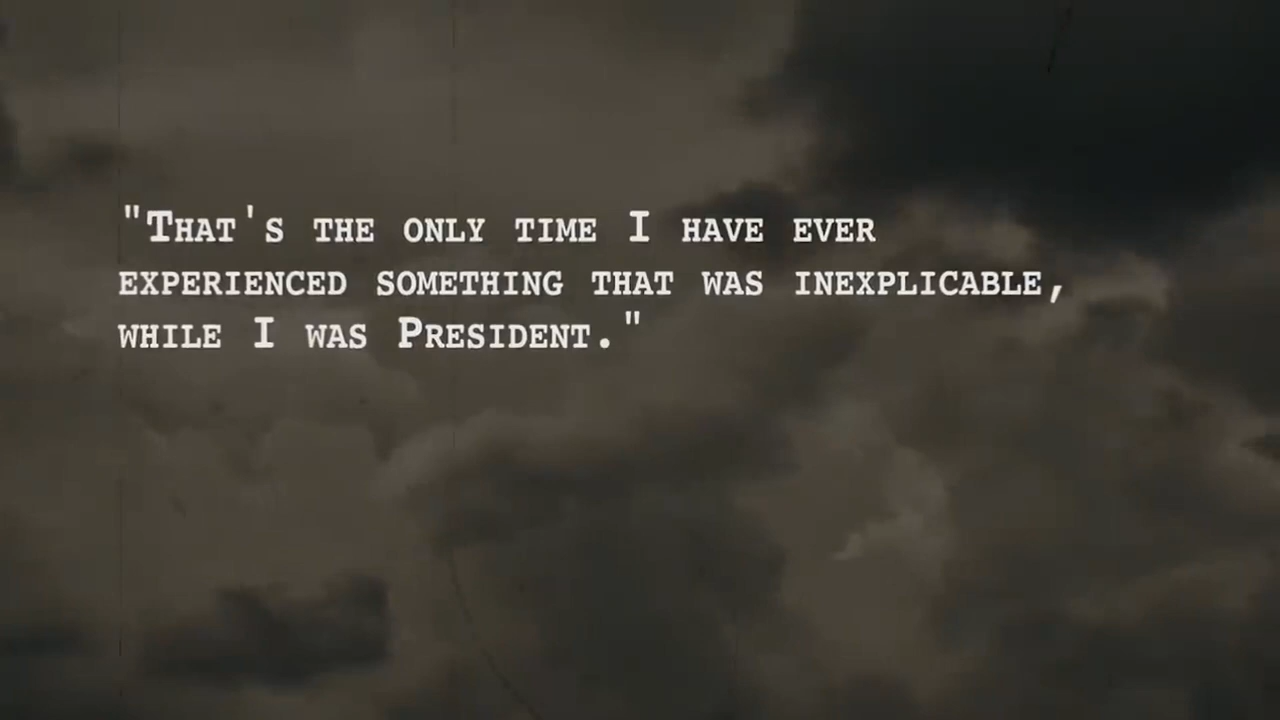 "That's the only time I have ever
experienced something that was inexplicable,
while I was President."